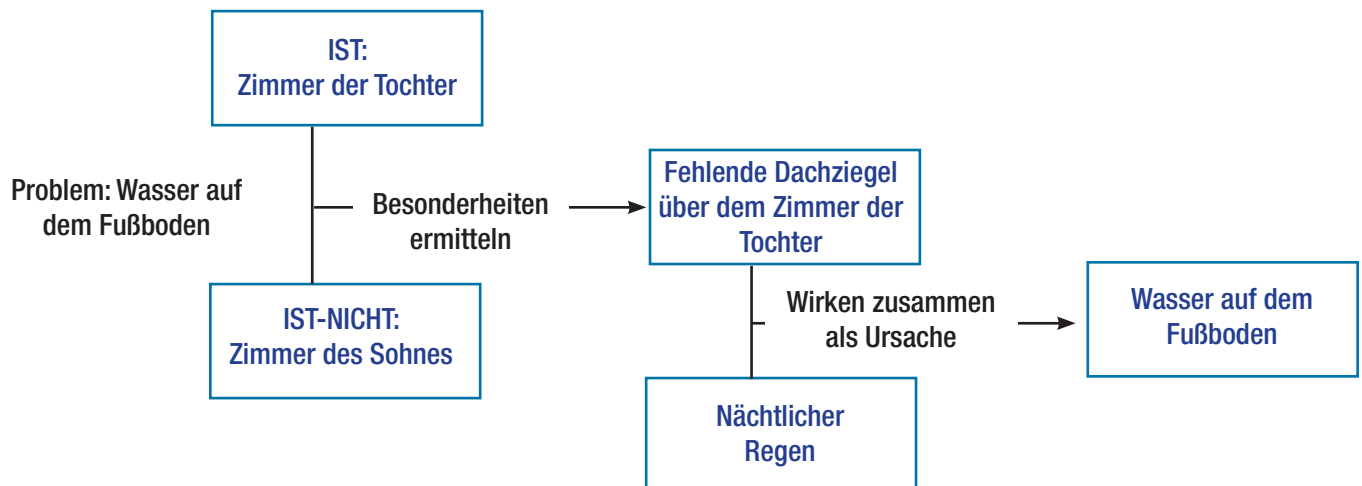 IST:
Zimmer der Tochter
Problem: Wasser auf
dem Fußboden
Besonderheiten
ermitteln
IST-NICHT:
Zimmer des Sohnes
Fehlende Dachziegel
über dem Zimmer der
Tochter
Wirken zusammen
als Ursache
Nächtlicher
Regen
Wasser auf dem
Fußboden